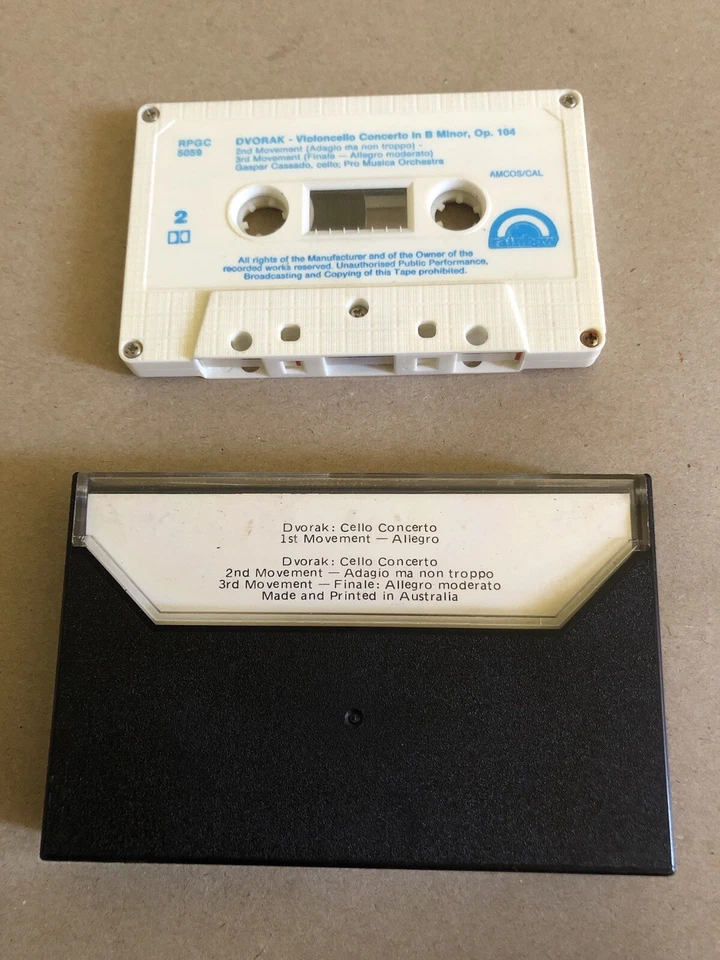 RPGC
5059
DVORAK - Violoncello Concerto in B Minor, Op. 104
2nd Movement (Adagio ma non troppo) -
3rd Movement (Finale — Allegro moderato)
Gaspar Cassado, cello; Pro Musica Orchestra
AMCOS/CAL
2
All rights of the Manufacturer and of the Owner of the
recorded works reserved. Unauthorised Public Performance,
Broadcasting and Copying of this Tape prohibited.
Dvorak: Cello Concerto
1st Movement — Allegro
Dvorak: Cello Concerto
2nd Movement — Adagio ma non troppo
3rd Movement — Finale: Allegro moderato
Made and Printed in Australia